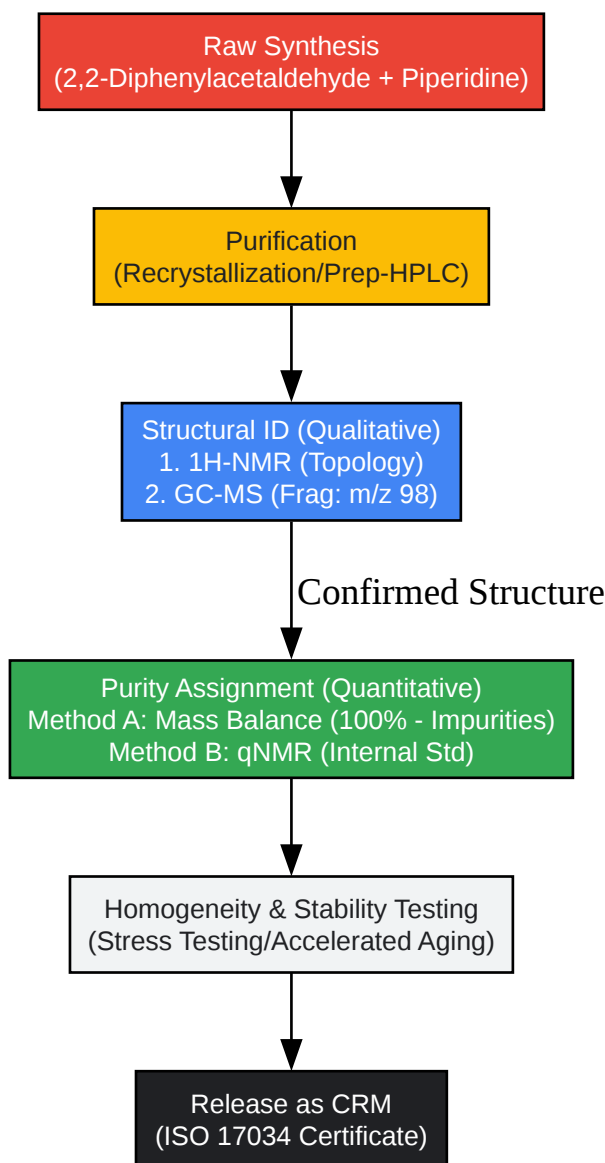 Raw Synthesis
(2,2-Diphenylacetaldehyde + Piperidine)
Purification
(Recrystallization/Prep-HPLC)
Structural ID (Qualitative)
1. 1H-NMR (Topology)
2. GC-MS (Frag: m/z 98)
Confirmed Structure
Purity Assignment (Quantitative)
Method A: Mass Balance (100% - Impurities)
Method B: qNMR (Internal Std)
Homogeneity & Stability Testing
(Stress Testing/Accelerated Aging)
Release as CRM
(ISO 17034 Certificate)